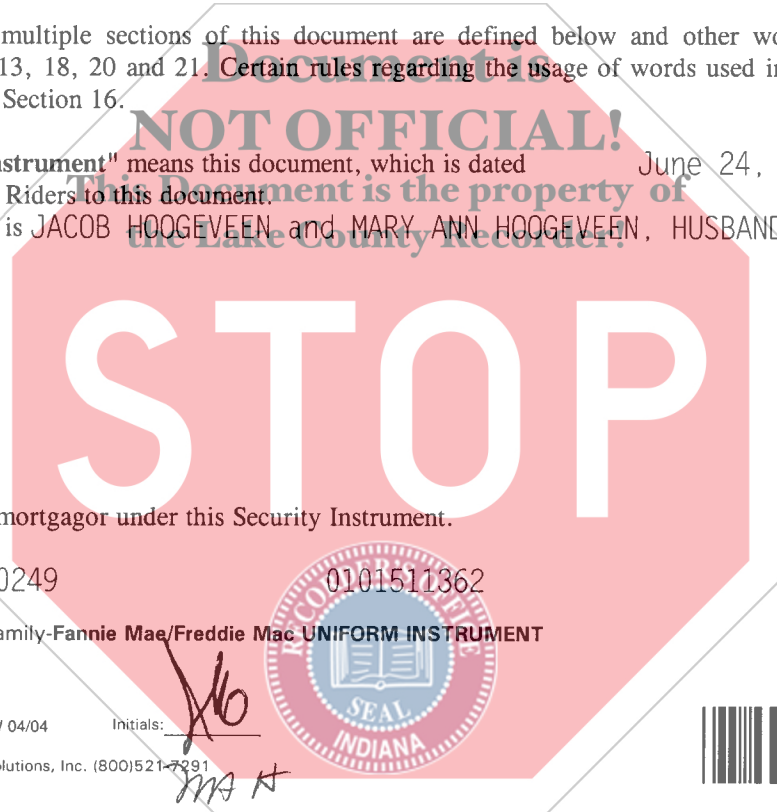 multiple sections of this document are defined below and other wo
13, 18, 20 and 21. Certain rules regarding the usage of words used in
Section 16.
Document is
NOT OFFICIAL!
This Document is the property of
the Lake County Recorder!
nstrument" means this document, which is dated June 24,
Riders to this document.
is JACOB HOOGEVEEN and MARY ANN HOOGEVEEN, HUSBAND
STOP
mortgagor under this Security Instrument.
0249 0101511362
amily-Fannie Mae/Freddie Mac UNIFORM INSTRUMENT
RECORDER'S OFFICE
SEAL
INDIANA
04/04 Initials:
olutions, Inc. (800)521-7291
MA H